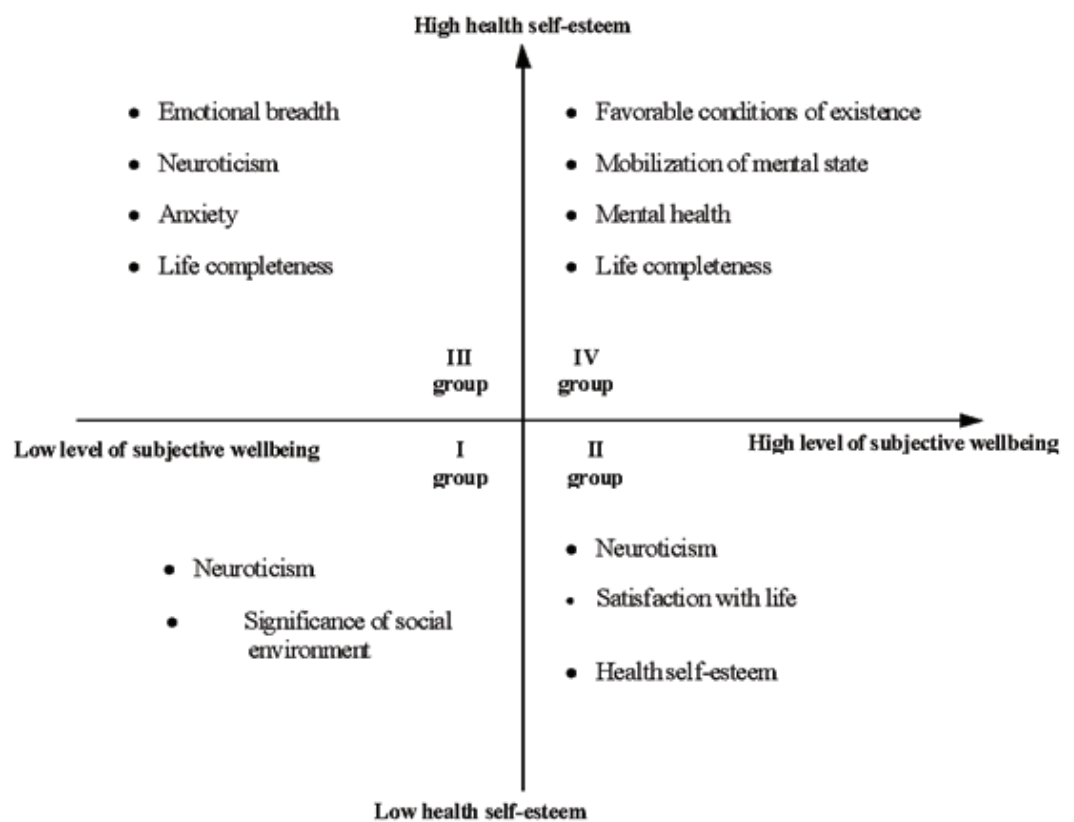 High health self-esteem
• Emotional breadth
• Neuroticism
• Anxiety
• Life completeness
• Favorable conditions of existence
• Mobilization of mental state
• Mental health
• Life completeness
III
group
IV
group
Low level of subjective wellbeing
High level of subjective wellbeing
I
group
II
group
• Neuroticism
• Significance of social
environment
• Neuroticism
• Satisfaction with life
• Health self-esteem
Low health self-esteem